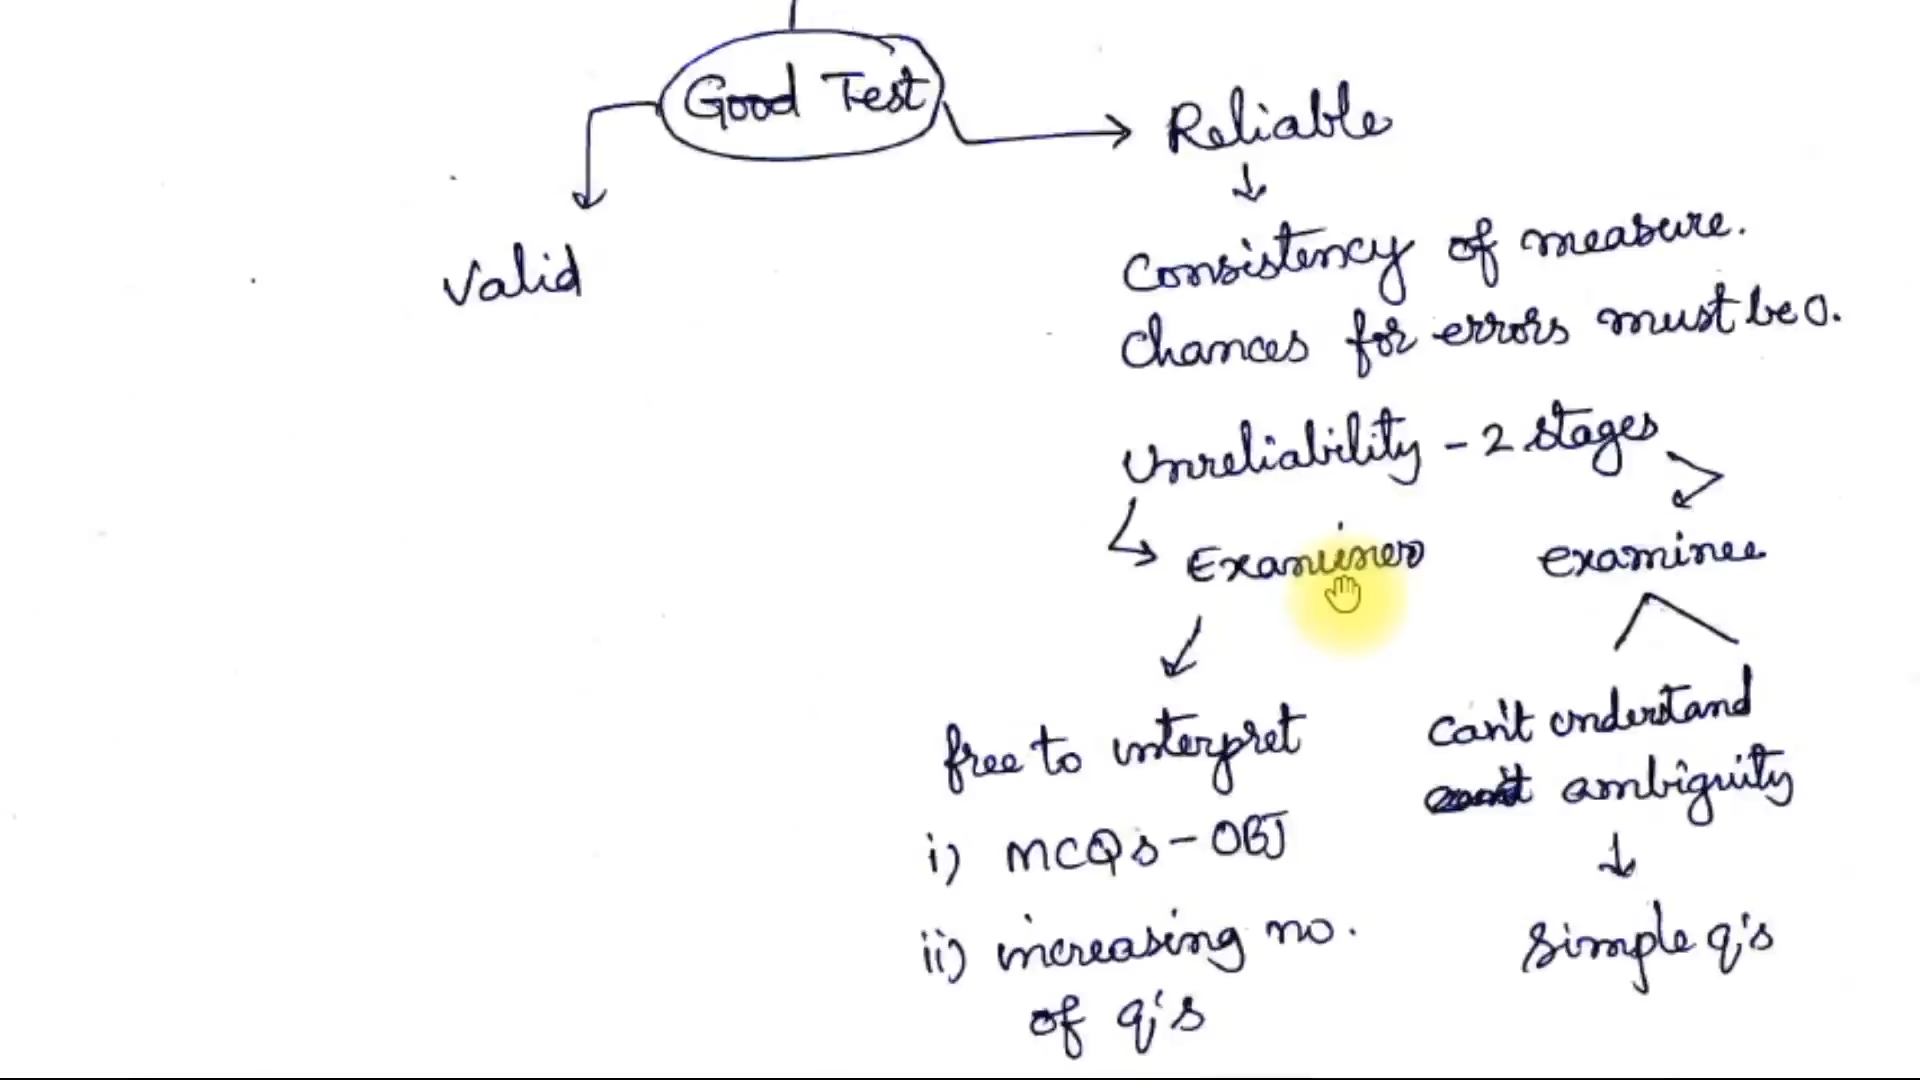 Good Test
Reliable
Valid
Consistency of measure.
Chances for errors must be 0.
Unreliability - 2 stages
Examiner
examinee
free to interpret
can't understand
ambiguity
i) MCQs - OBJ
ii) increasing no.
of q's
simple q's